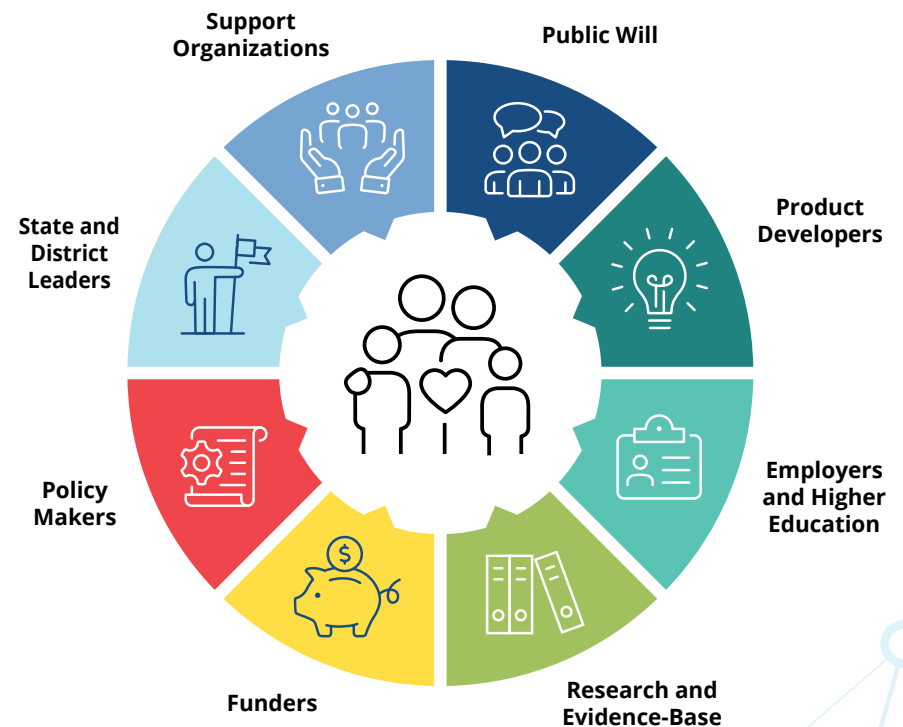 Support
Organizations
Public Will
Product
Developers
State and
District
Leaders
Employers
and Higher
Education
Policy
Makers
$
Funders
Research and
Evidence-Base